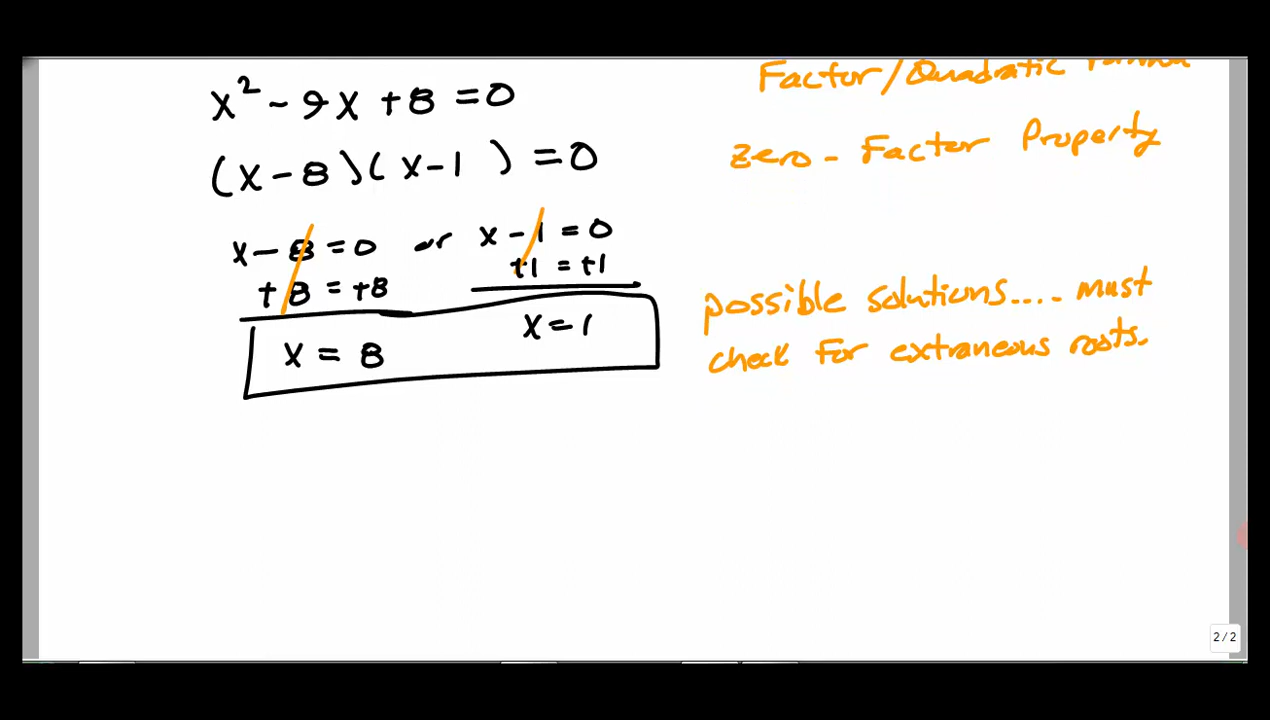 x² - 9x + 8 = 0
Factor/Quadratic
(x - 8)(x - 1) = 0
Zero - Factor Property
x - 8 = 0 or x - 1 = 0
+8 = +8
+1 = +1
x = 8
x = 1
possible solutions.... must
check for extraneous roots.
2/2